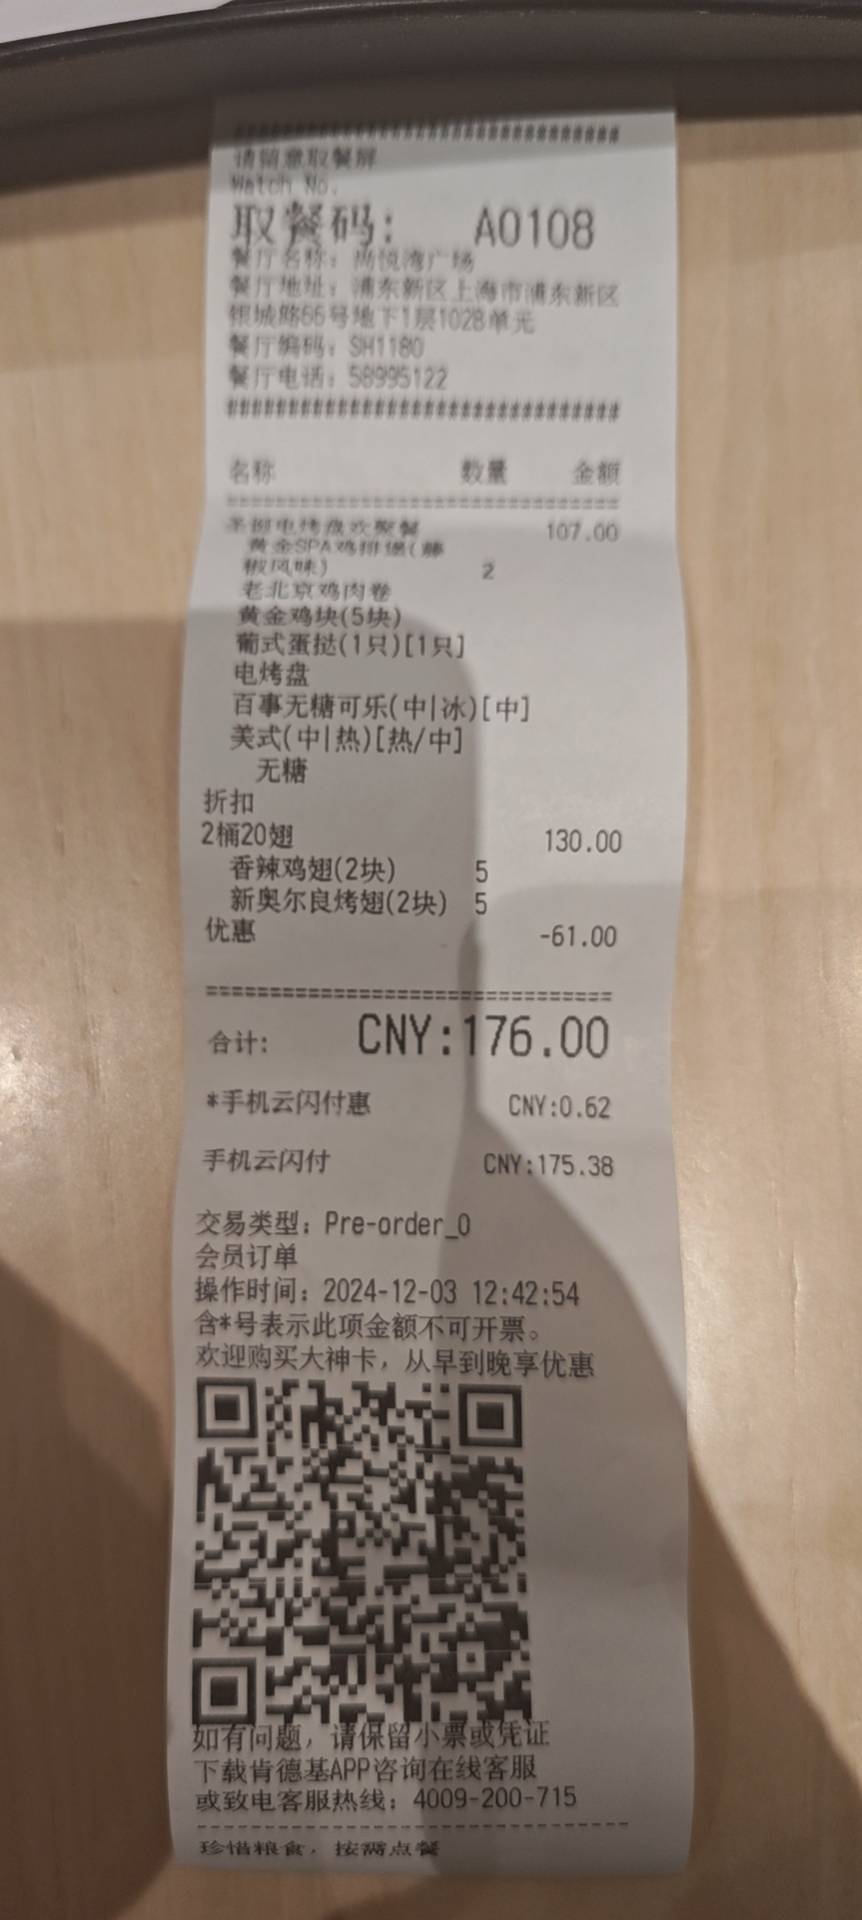 ################################
请留意取餐屏
Watch No.
取餐码： A0108
餐厅名称：尚悦湾广场
餐厅地址：浦东新区上海市浦东新区
银城路66号地下1层102B单元
餐厅编码：SH1180
餐厅电话：58995122
################################
名称 数量 金额
================================
圣诞电烤盘欢聚餐 107.00
黄金SPA鸡排堡(藤
椒风味) 2
老北京鸡肉卷
黄金鸡块(5块)
葡式蛋挞(1只)[1只]
电烤盘
百事无糖可乐(中|冰)[中]
美式(中|热)[热/中]
无糖
折扣
2桶20翅 130.00
香辣鸡翅(2块) 5
新奥尔良烤翅(2块) 5
优惠 -61.00
================================
合计: CNY:176.00
*手机云闪付惠 CNY:0.62
手机云闪付 CNY:175.38
交易类型：Pre-order_0
会员订单
操作时间：2024-12-03 12:42:54
含*号表示此项金额不可开票。
欢迎购买大神卡，从早到晚享优惠
如有问题，请保留小票或凭证
下载肯德基APP咨询在线客服
或致电客服热线：4009-200-715
--------------------------------
珍惜粮食，按需点餐